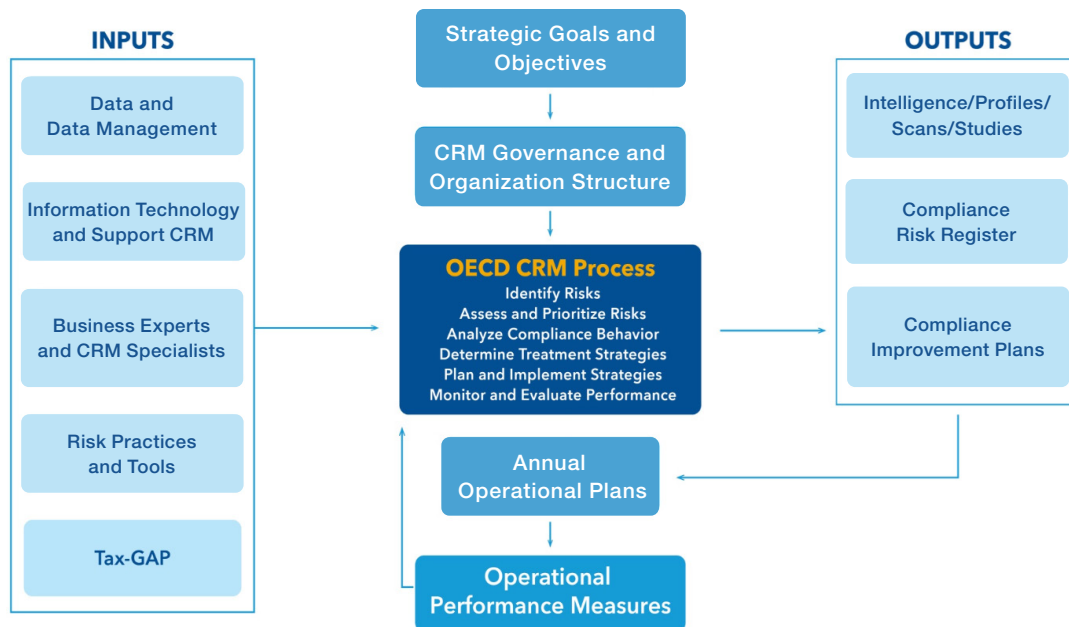 INPUTS
Data and
Data Management
Information Technology
and Support CRM
Business Experts
and CRM Specialists
Risk Practices
and Tools
Tax-GAP
Strategic Goals and
Objectives
CRM Governance and
Organization Structure
OECD CRM Process
Identify Risks
Assess and Prioritize Risks
Analyze Compliance Behavior
Determine Treatment Strategies
Plan and Implement Strategies
Monitor and Evaluate Performance
Annual
Operational Plans
Operational
Performance Measures
OUTPUTS
Intelligence/Profiles/
Scans/Studies
Compliance
Risk Register
Compliance
Improvement Plans